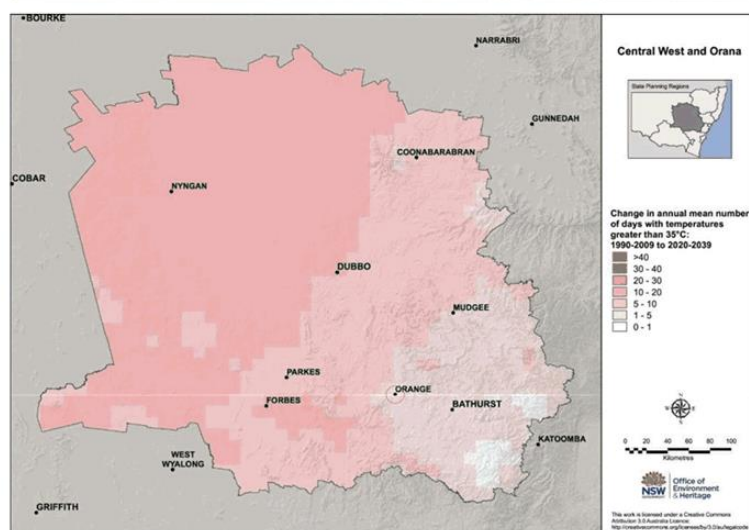 BOURKE
NARRABRI
GUNNEDAH
COONABARABRAN
COBAR
NYNGAN
DUBBO
MUDGEE
PARKES
ORANGE
FORBES
BATHURST
KATOOMBA
WEST
WYALONG
GRIFFITH
Central West and Orana
State Planning Regions
Change in annual mean number
of days with temperatures
greater than 35°C:
1990-2009 to 2020-2039
>40
30 - 40
20 - 30
10 - 20
5 - 10
1 - 5
0 - 1
N
W E
S
0 10 20 40 60 80 100
Kilometres
NSW
GOVERNMENT
Office of
Environment
& Heritage
This work is licensed under a Creative Commons
Attribution 3.0 Australia Licence